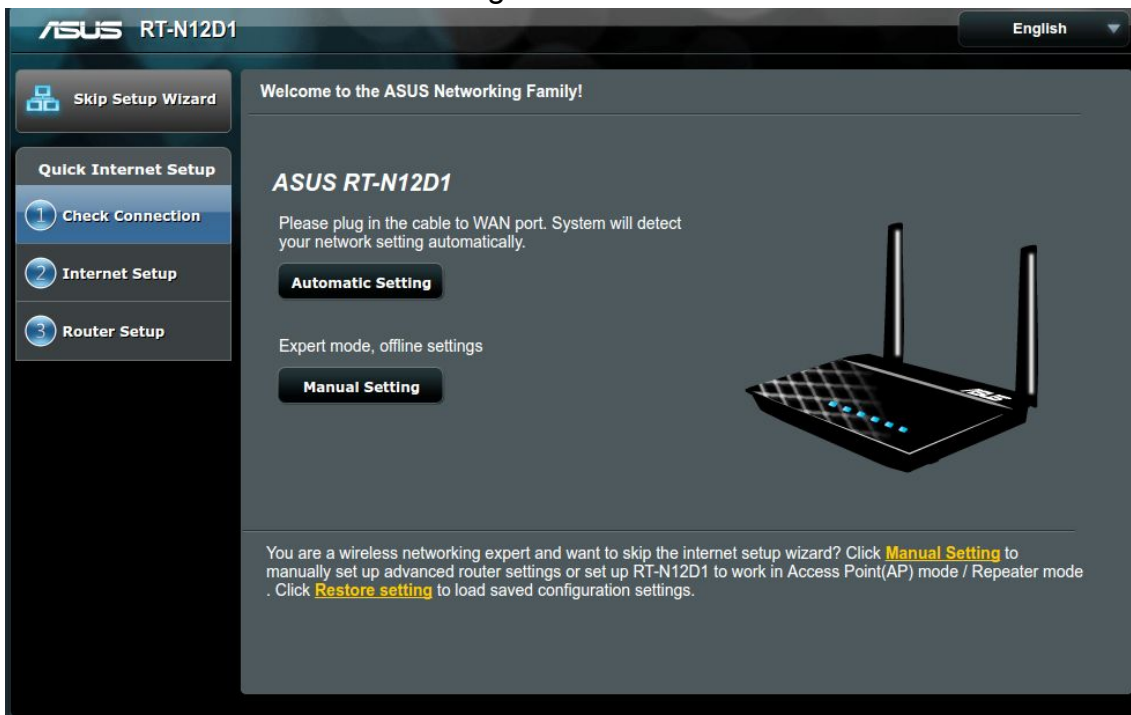 ASUS RT-N12D1
English
Skip Setup Wizard
Welcome to the ASUS Networking Family!
Quick Internet Setup
1 Check Connection
2 Internet Setup
3 Router Setup
ASUS RT-N12D1
Please plug in the cable to WAN port. System will detect
your network setting automatically.
Automatic Setting
Expert mode, offline settings
Manual Setting
ASUS
You are a wireless networking expert and want to skip the internet setup wizard? Click Manual Setting to
manually set up advanced router settings or set up RT-N12D1 to work in Access Point(AP) mode / Repeater mode
. Click Restore setting to load saved configuration settings.